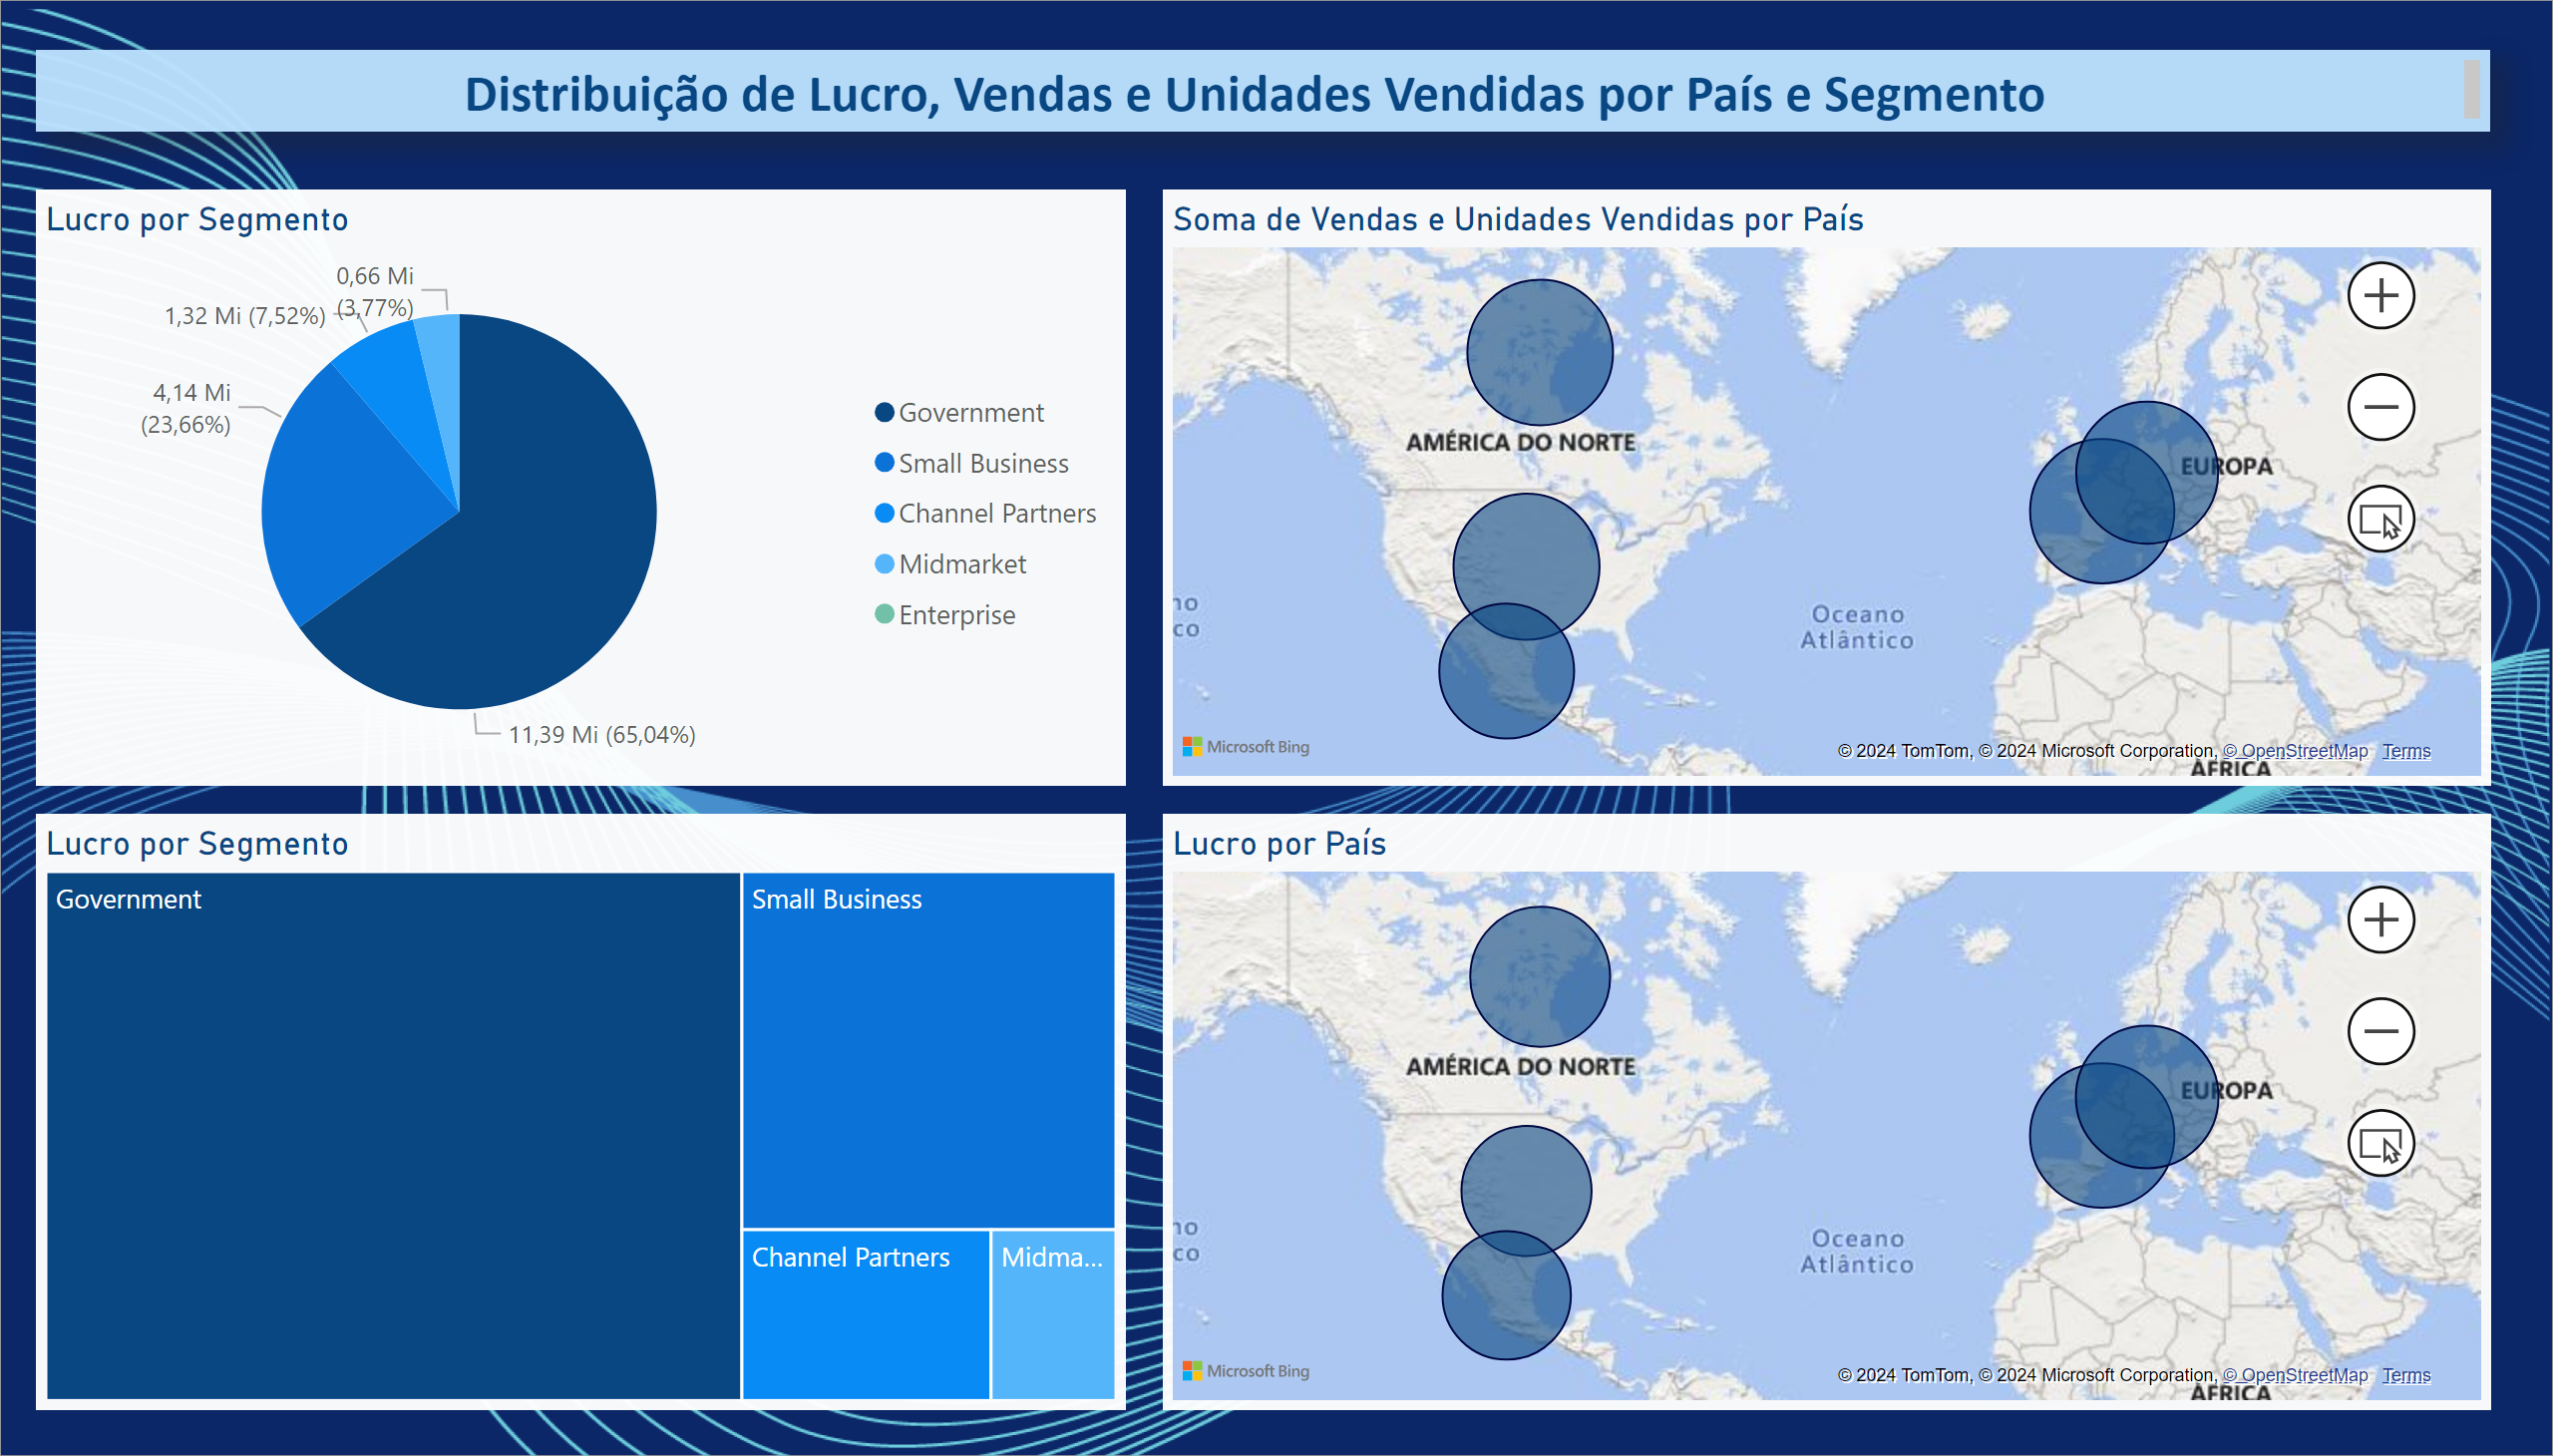 Distribuição de Lucro, Vendas e Unidades Vendidas por País e Segmento
Lucro por Segmento
0,66 Mi
(3,77%)
1,32 Mi (7,52%)
4,14 Mi
(23,66%)
11,39 Mi (65,04%)
Government
Small Business
Channel Partners
Midmarket
Enterprise
Soma de Vendas e Unidades Vendidas por País
AMÉRICA DO NORTE
EUROPA
no
co
Oceano
Atlântico
Microsoft Bing
© 2024 TomTom, © 2024 Microsoft Corporation, © OpenStreetMap Terms
ÁFRICA
Lucro por Segmento
Government
Small Business
Channel Partners
Midma...
Lucro por País
AMÉRICA DO NORTE
EUROPA
no
co
Oceano
Atlântico
Microsoft Bing
© 2024 TomTom, © 2024 Microsoft Corporation, © OpenStreetMap Terms
ÁFRICA